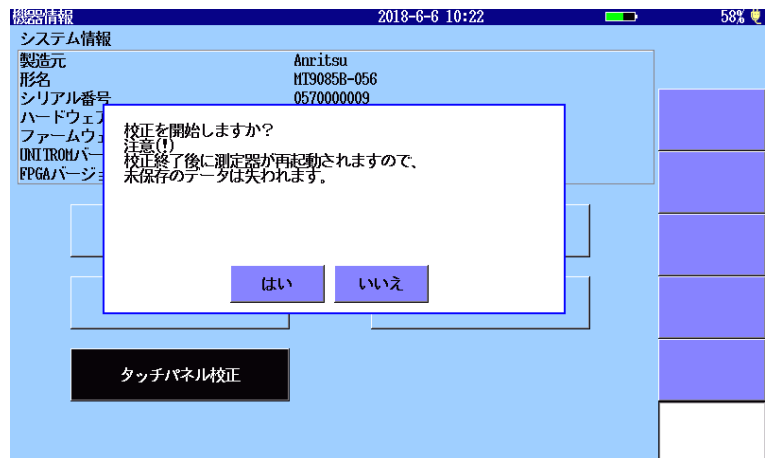 機器情報 2018-6-6 10:22 58%
システム情報
製造元 Anritsu
形名 MT9085B-056
シリアル番号 0570000009
ハードウェア
ファームウェ
UNITROMバー
FPGAバージョ
校正を開始しますか?
注意(!)
校正終了後に測定器が再起動されますので、
未保存のデータは失われます。
はい いいえ
タッチパネル校正